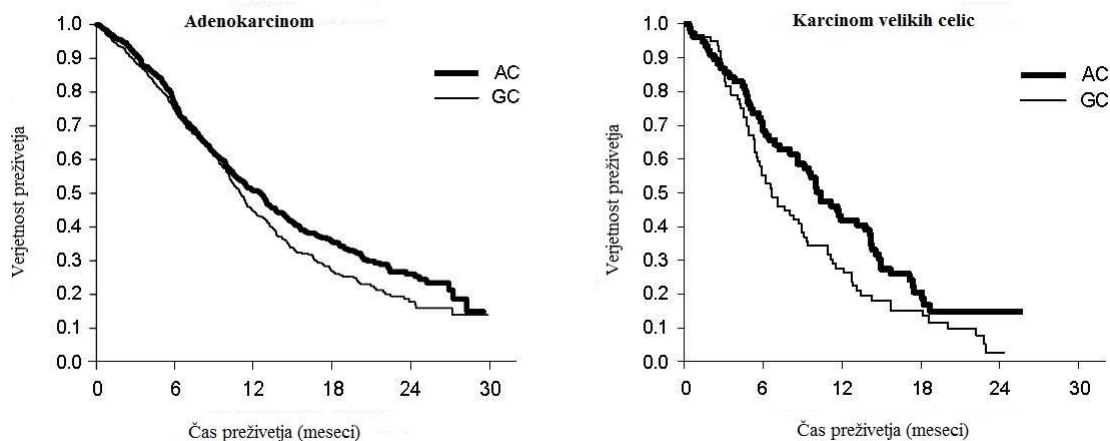 Adenokarcinom
1.0
0.9
0.8
0.7
0.6
0.5
0.4
0.3
0.2
0.1
0.0
Verjetnost preživetja
AC
GC
0 6 12 18 24 30
Čas preživetja (meseci)
Karcinom velikih celic
1.0
0.9
0.8
0.7
0.6
0.5
0.4
0.3
0.2
0.1
0.0
Verjetnost preživetja
AC
GC
0 6 12 18 24 30
Čas preživetja (meseci)